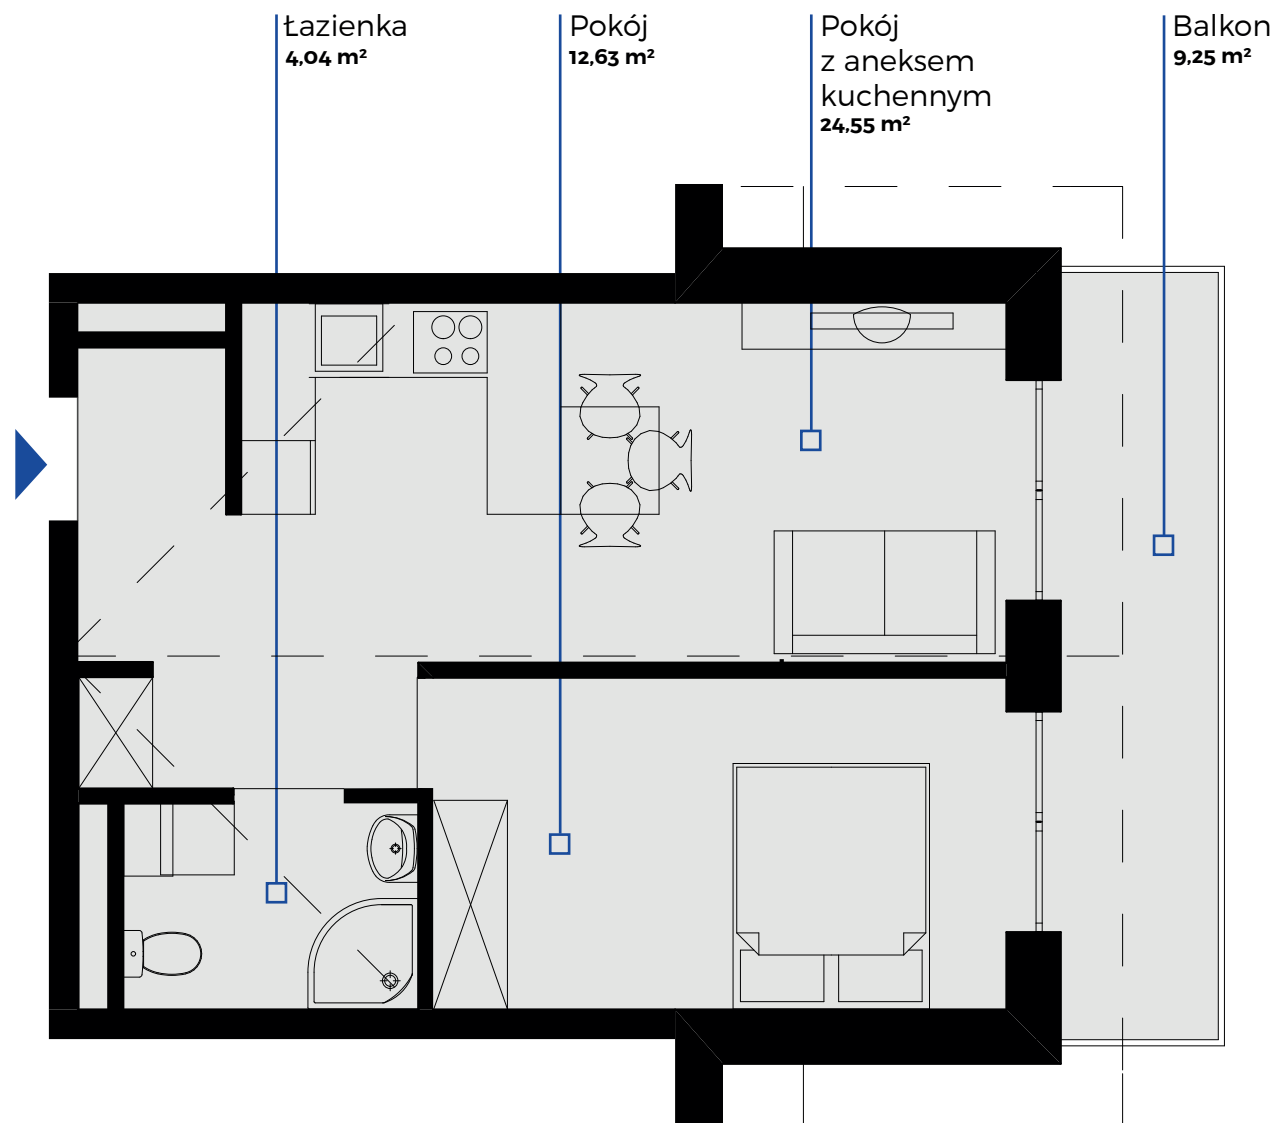 Łazienka
4,04 m²
Pokój
12,63 m²
Pokój
z aneksem
kuchennym
24,55 m²
Balkon
9,25 m²